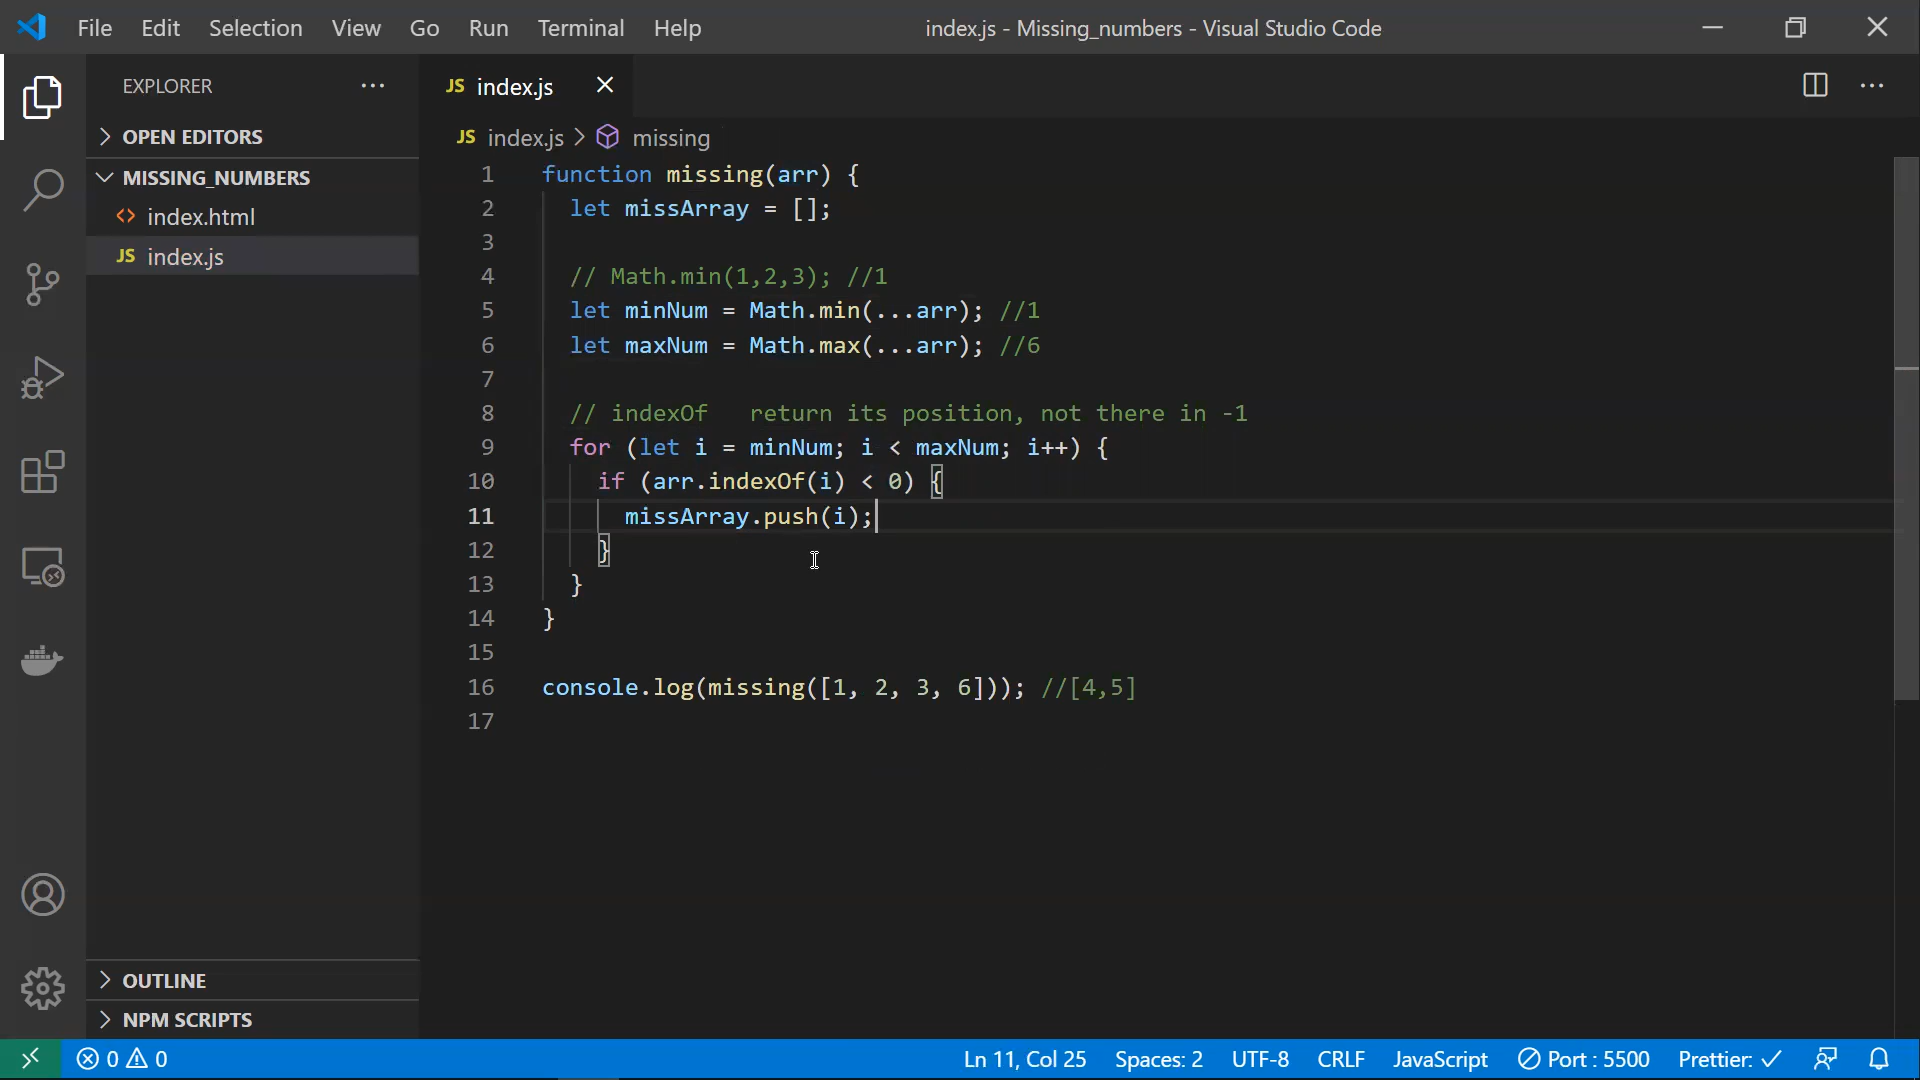 File Edit Selection View Go Run Terminal Help
index.js - Missing_numbers - Visual Studio Code
EXPLORER
OPEN EDITORS
MISSING_NUMBERS
<> index.html
JS index.js
OUTLINE
NPM SCRIPTS
JS index.js
JS index.js > missing
1 function missing(arr) {
2 let missArray = [];
3
4 // Math.min(1,2,3); //1
5 let minNum = Math.min(...arr); //1
6 let maxNum = Math.max(...arr); //6
7
8 // indexOf   return its position, not there in -1
9 for (let i = minNum; i < maxNum; i++) {
10 if (arr.indexOf(i) < 0) {
11 missArray.push(i);
12 }
13 }
14 }
15
16 console.log(missing([1, 2, 3, 6])); //[4,5]
17
0 0 Ln 11, Col 25 Spaces: 2 UTF-8 CRLF JavaScript Port : 5500 Prettier: ✓